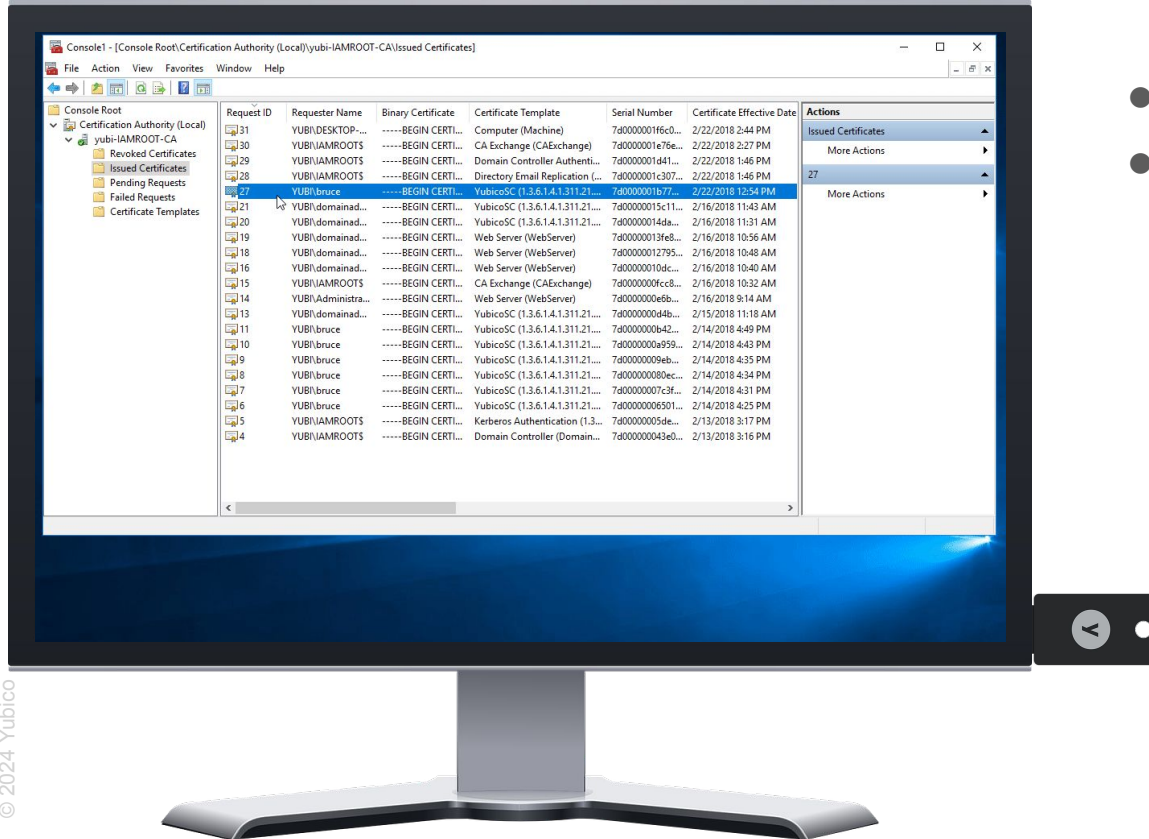 Console1 - [Console Root\Certification Authority (Local)\yubi-IAMROOT-CA\Issued Certificates]
File Action View Favorites Window Help
Console Root
Certification Authority (Local)
yubi-IAMROOT-CA
Revoked Certificates
Issued Certificates
Pending Requests
Failed Requests
Certificate Templates
Request ID Requester Name Binary Certificate Certificate Template Serial Number Certificate Effective Date
31 YUBI\DESKTOP-... -----BEGIN CERTI... Computer (Machine) 7d0000001f6c0... 2/22/2018 2:44 PM
30 YUBI\IAMROOT$ -----BEGIN CERTI... CA Exchange (CAExchange) 7d0000001e76e... 2/22/2018 2:27 PM
29 YUBI\IAMROOT$ -----BEGIN CERTI... Domain Controller Authenti... 7d0000001d41... 2/22/2018 1:46 PM
28 YUBI\IAMROOT$ -----BEGIN CERTI... Directory Email Replication (... 7d0000001c307... 2/22/2018 1:46 PM
27 YUBI\bruce -----BEGIN CERTI... YubicoSC (1.3.6.1.4.1.311.21.... 7d0000001b77... 2/22/2018 12:54 PM
21 YUBI\domainad... -----BEGIN CERTI... YubicoSC (1.3.6.1.4.1.311.21.... 7d00000015c11... 2/16/2018 11:43 AM
20 YUBI\domainad... -----BEGIN CERTI... YubicoSC (1.3.6.1.4.1.311.21.... 7d00000014da... 2/16/2018 11:31 AM
19 YUBI\domainad... -----BEGIN CERTI... Web Server (WebServer) 7d00000013fe8... 2/16/2018 10:56 AM
18 YUBI\domainad... -----BEGIN CERTI... Web Server (WebServer) 7d00000012795... 2/16/2018 10:48 AM
16 YUBI\domainad... -----BEGIN CERTI... Web Server (WebServer) 7d00000010dc... 2/16/2018 10:40 AM
15 YUBI\IAMROOT$ -----BEGIN CERTI... CA Exchange (CAExchange) 7d0000000fcc8... 2/16/2018 10:32 AM
14 YUBI\Administra... -----BEGIN CERTI... Web Server (WebServer) 7d0000000e6b... 2/16/2018 9:14 AM
13 YUBI\domainad... -----BEGIN CERTI... YubicoSC (1.3.6.1.4.1.311.21.... 7d0000000d4b... 2/15/2018 11:18 AM
11 YUBI\bruce -----BEGIN CERTI... YubicoSC (1.3.6.1.4.1.311.21.... 7d0000000b42... 2/14/2018 4:49 PM
10 YUBI\bruce -----BEGIN CERTI... YubicoSC (1.3.6.1.4.1.311.21.... 7d0000000a959... 2/14/2018 4:43 PM
9 YUBI\bruce -----BEGIN CERTI... YubicoSC (1.3.6.1.4.1.311.21.... 7d00000009eb... 2/14/2018 4:35 PM
8 YUBI\bruce -----BEGIN CERTI... YubicoSC (1.3.6.1.4.1.311.21.... 7d000000080ec... 2/14/2018 4:34 PM
7 YUBI\bruce -----BEGIN CERTI... YubicoSC (1.3.6.1.4.1.311.21.... 7d00000007c3f... 2/14/2018 4:31 PM
6 YUBI\bruce -----BEGIN CERTI... YubicoSC (1.3.6.1.4.1.311.21.... 7d00000006501... 2/14/2018 4:25 PM
5 YUBI\IAMROOT$ -----BEGIN CERTI... Kerberos Authentication (1.3... 7d00000005de... 2/13/2018 3:17 PM
4 YUBI\IAMROOT$ -----BEGIN CERTI... Domain Controller (Domain... 7d000000043e0... 2/13/2018 3:16 PM
Actions
Issued Certificates
More Actions
27
More Actions
y
© 2024 Yubico